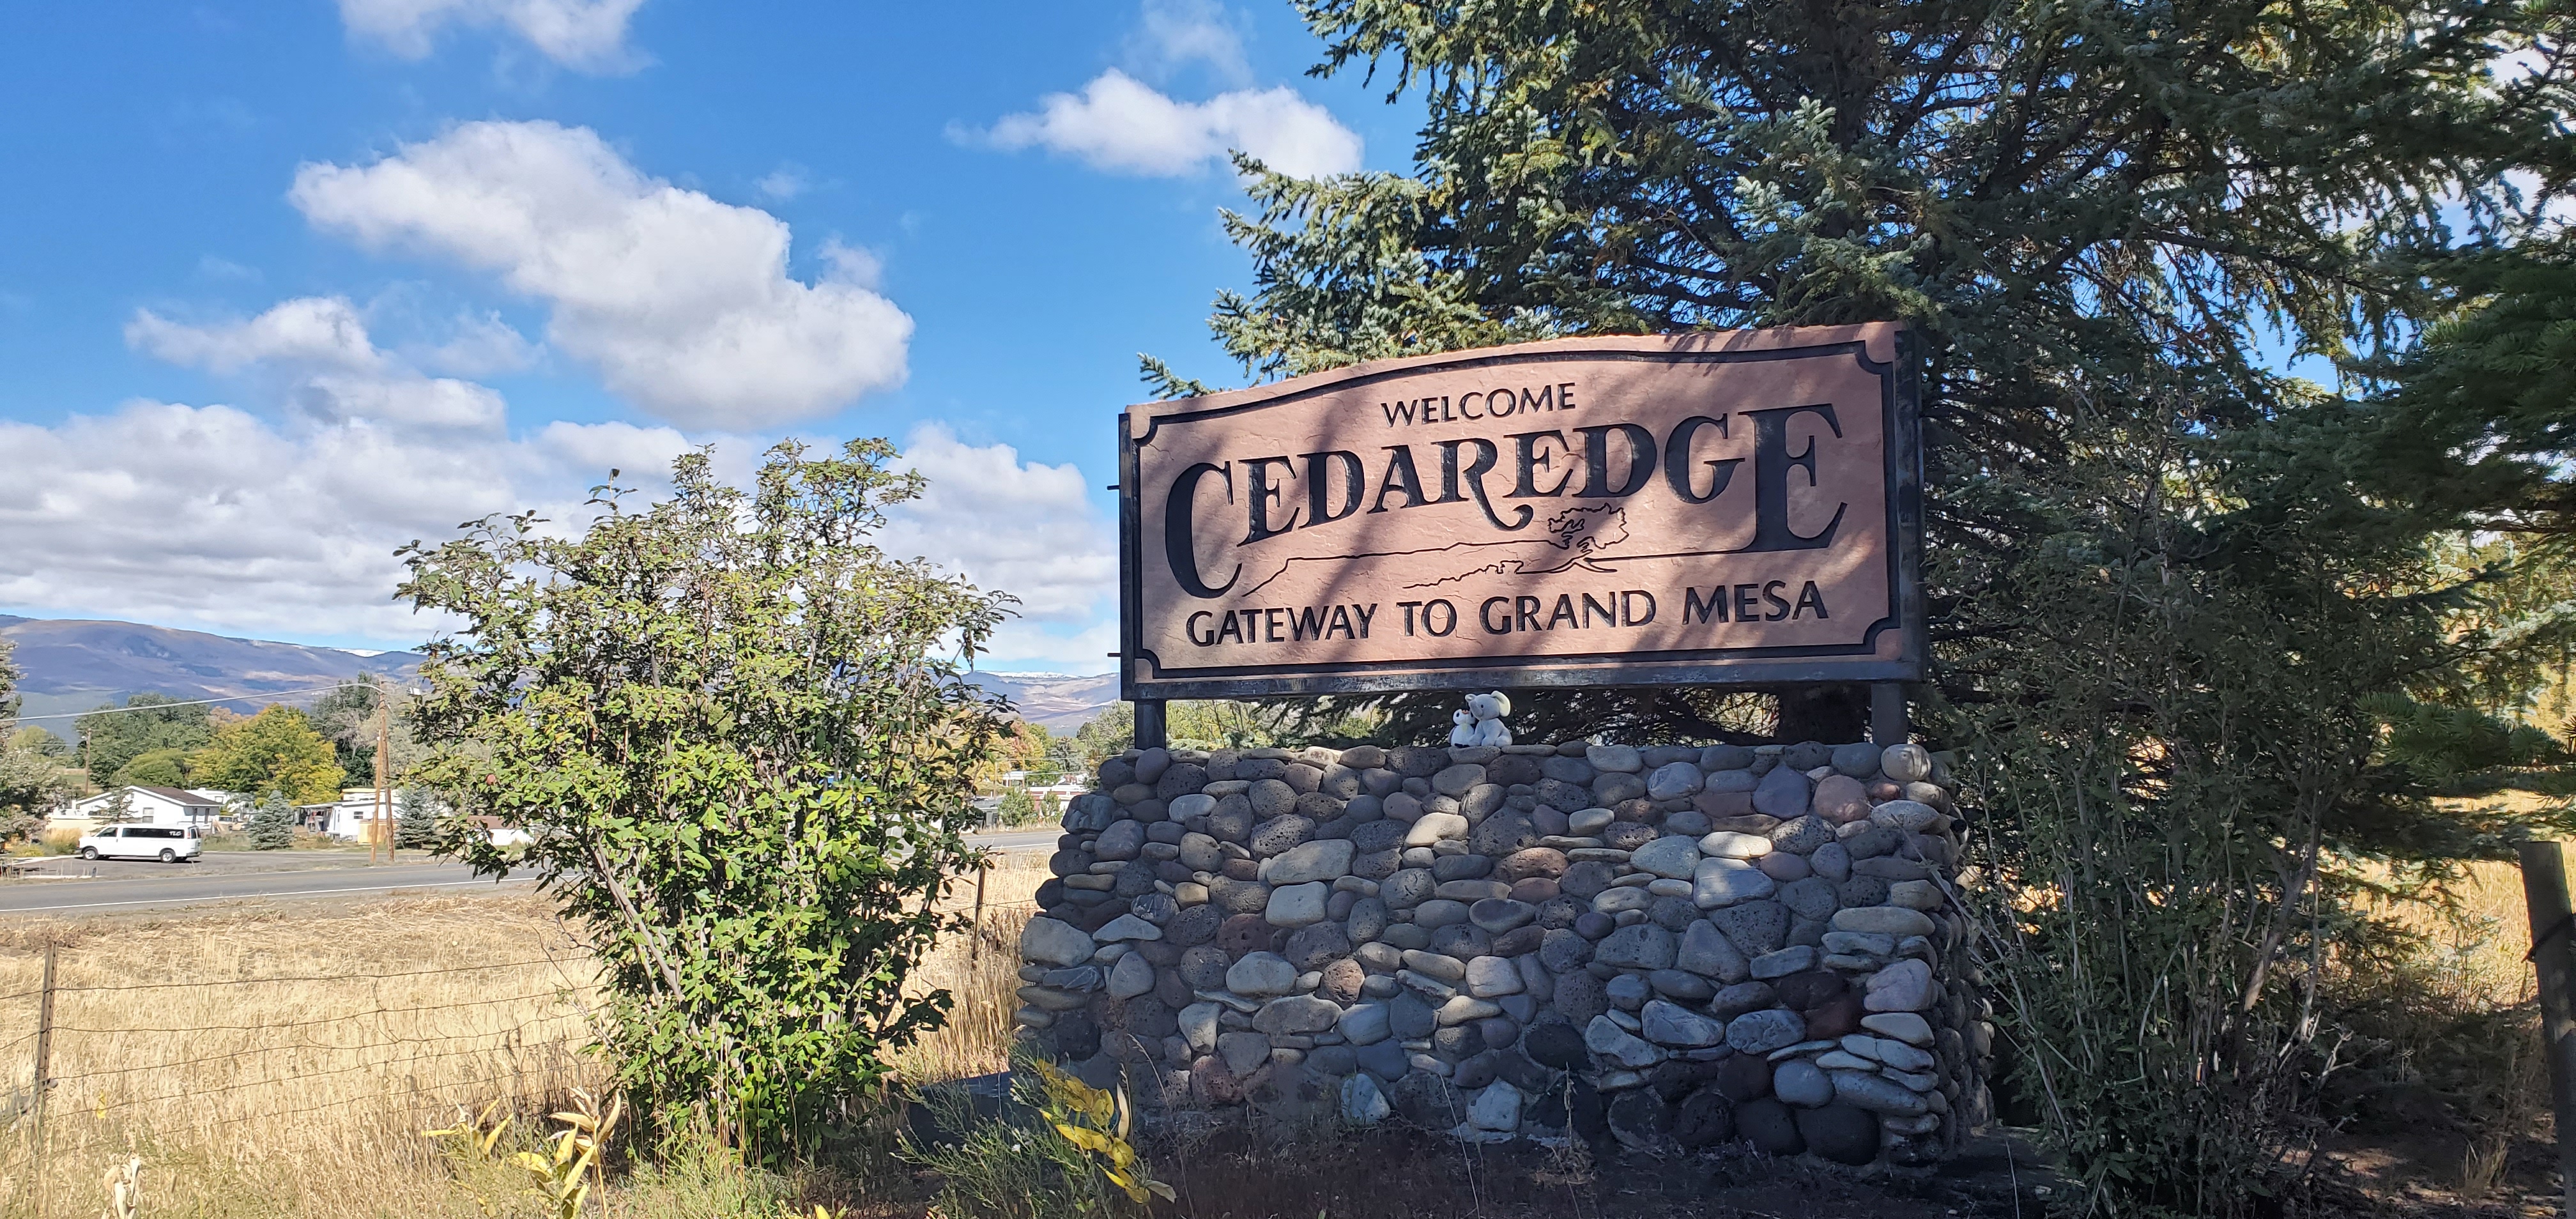 WELCOME
CEDAREDGE
GATEWAY TO GRAND MESA